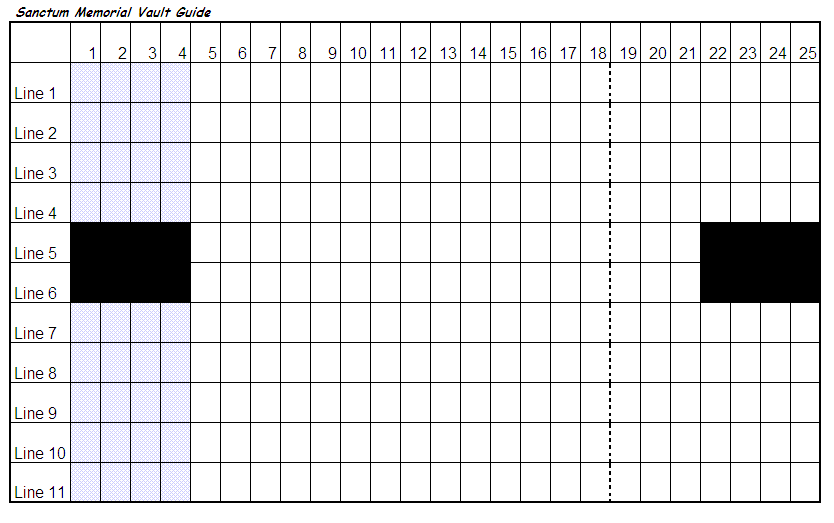 Sanctum Memorial Vault Guide
1 2 3 4 5 6 7 8 9 10 11 12 13 14 15 16 17 18 19 20 21 22 23 24 25
Line 1
Line 2
Line 3
Line 4
Line 5
Line 6
Line 7
Line 8
Line 9
Line 10
Line 11